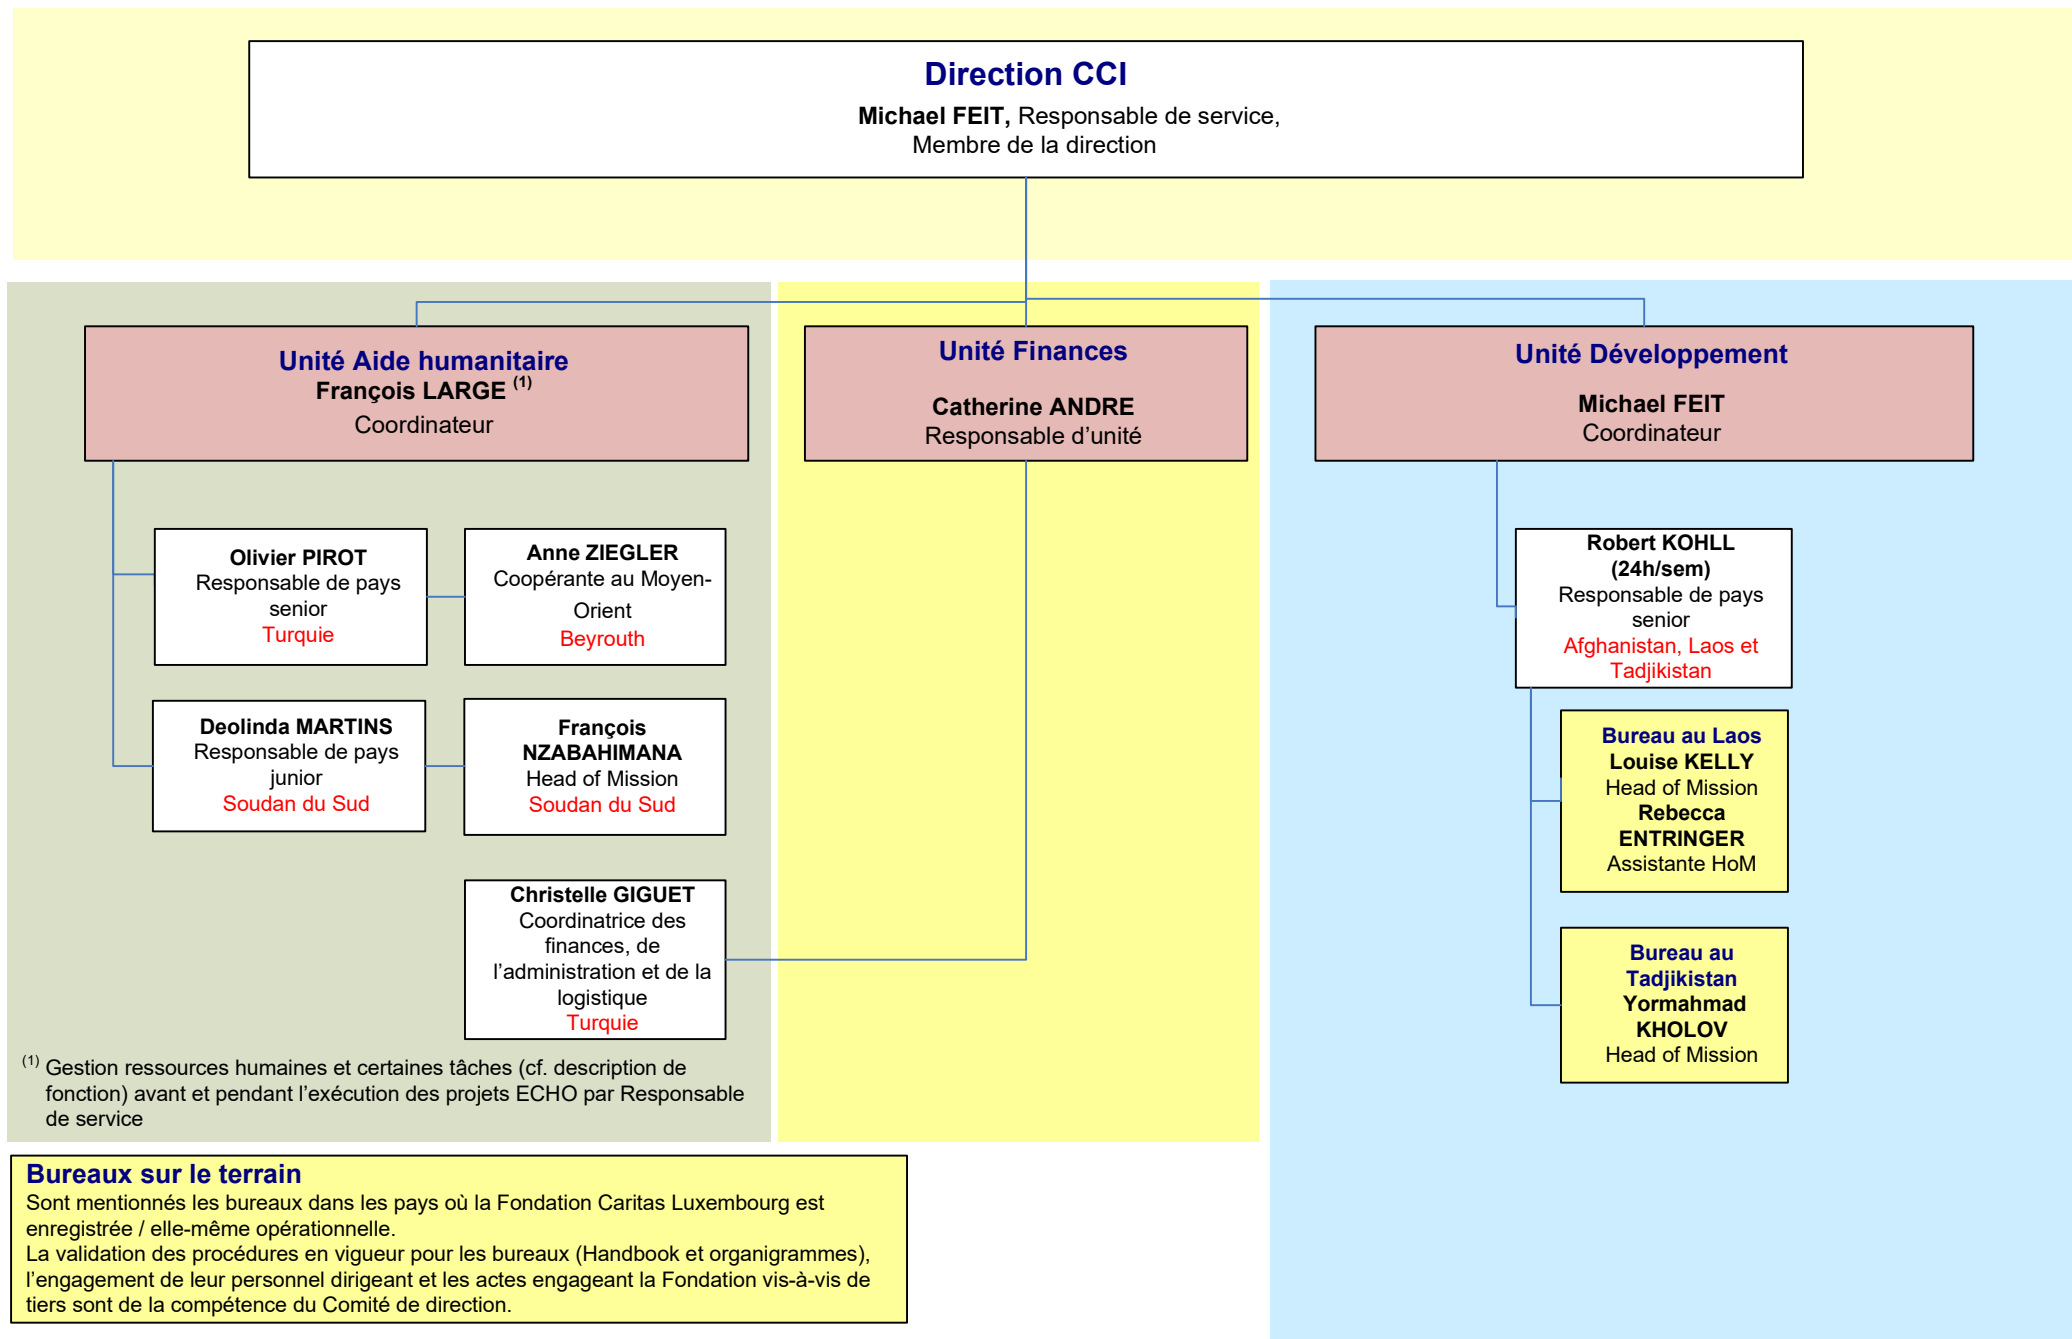 Direction CCI
Michael FEIT, Responsable de service,
Membre de la direction
Unité Aide humanitaire
François LARGE (1)
Coordinateur
Unité Finances
Catherine ANDRE
Responsable d’unité
Unité Développement
Michael FEIT
Coordinateur
Olivier PIROT
Responsable de pays
senior
Turquie
Anne ZIEGLER
Coopérante au Moyen-
Orient
Beyrouth
Robert KOHLL
(24h/sem)
Responsable de pays
senior
Afghanistan, Laos et
Tadjikistan
Deolinda MARTINS
Responsable de pays
junior
Soudan du Sud
François
NZABAHIMANA
Head of Mission
Soudan du Sud
Bureau au Laos
Louise KELLY
Head of Mission
Rebecca
ENTRINGER
Assistante HoM
Christelle GIGUET
Coordinatrice des
finances, de
l’administration et de la
logistique
Turquie
Bureau au
Tadjikistan
Yormahmad
KHOLOV
Head of Mission
(1) Gestion ressources humaines et certaines tâches (cf. description de
fonction) avant et pendant l’exécution des projets ECHO par Responsable
de service
Bureaux sur le terrain
Sont mentionnés les bureaux dans les pays où la Fondation Caritas Luxembourg est
enregistrée / elle-même opérationnelle.
La validation des procédures en vigueur pour les bureaux (Handbook et organigrammes),
l’engagement de leur personnel dirigeant et les actes engageant la Fondation vis-à-vis de
tiers sont de la compétence du Comité de direction.